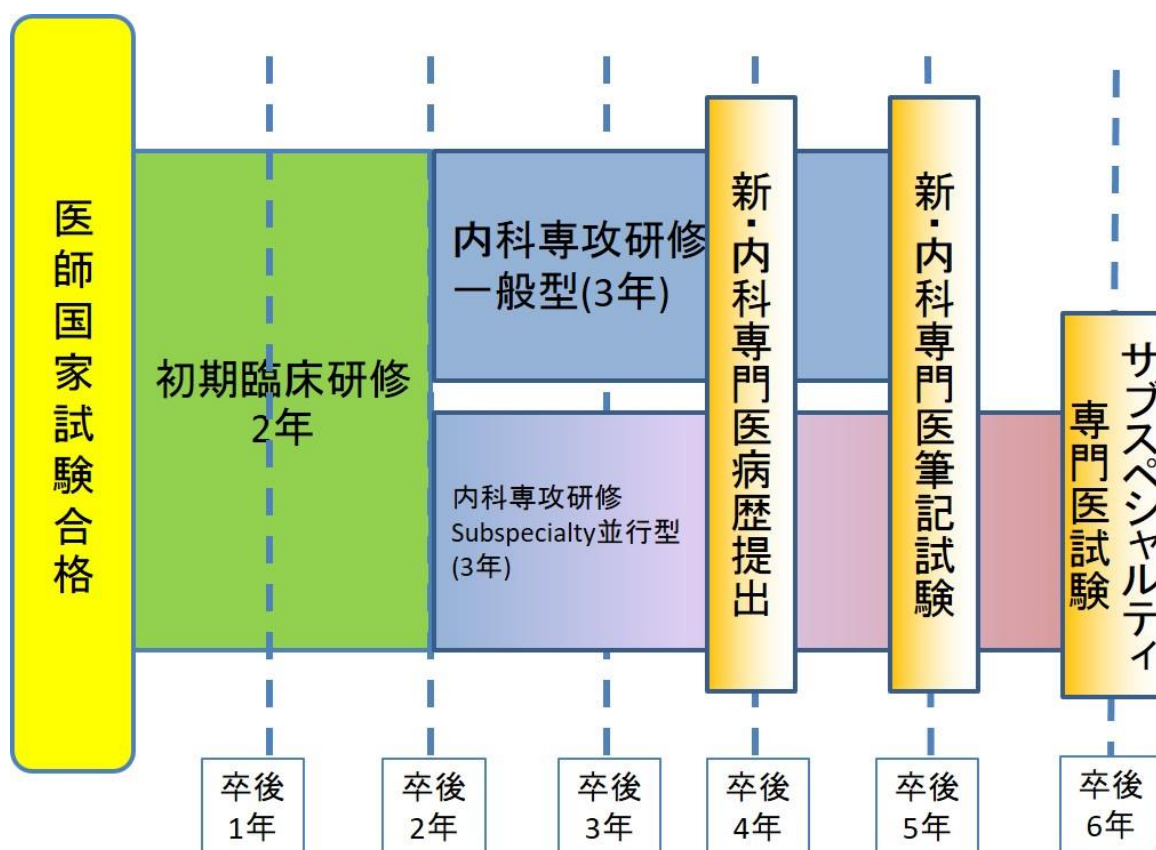 医師国家試験合格
初期臨床研修
2年
内科専攻研修
一般型(3年)
内科専攻研修
Subspecialty並行型
(3年)
新・内科専門医病歴提出
新・内科専門医筆記試験
サブスペシャルティ
専門医試験
卒後
1年
卒後
2年
卒後
3年
卒後
4年
卒後
5年
卒後
6年